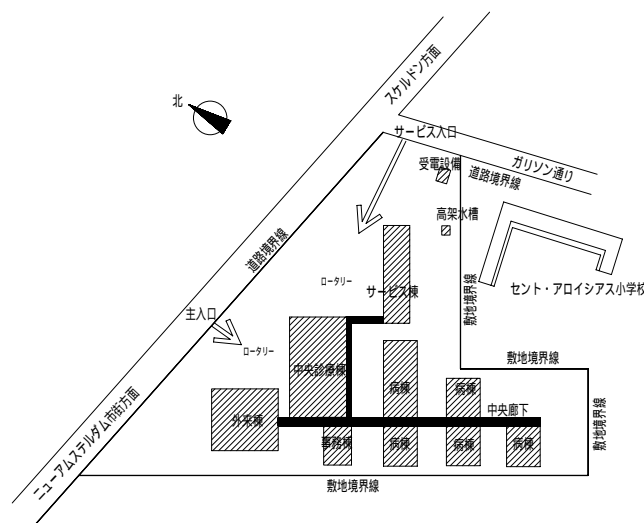 スケルドン方面
北
サービス入口
ガリソン通り
受電設備
道路境界線
高架水槽
道路境界線
ロータリー
サービス棟
敷地境界線
セント・アロイシアス小学校
主入口
ロータリー
中央診療棟
敷地境界線
病棟
病棟
中央廊下
外来棟
敷地境界線
事務棟
病棟
病棟
病棟
ニューアムステルダム市街方面
敷地境界線